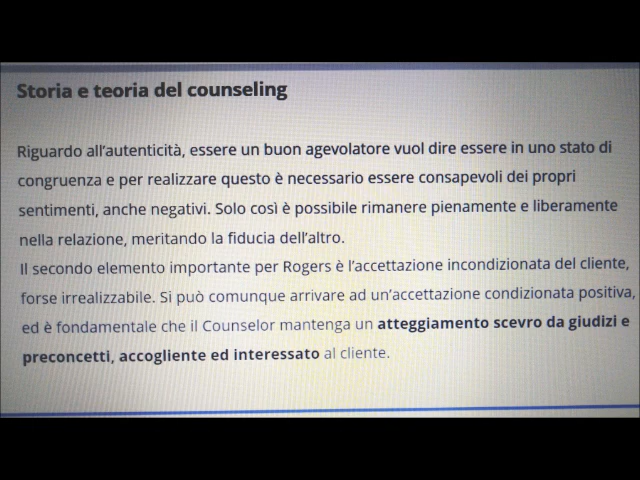 Storia e teoria del counseling
Riguardo all'autenticità, essere un buon agevolatore vuol dire essere in uno stato di
congruenza e per realizzare questo è necessario essere consapevoli dei propri
sentimenti, anche negativi. Solo così è possibile rimanere pienamente e liberamente
nella relazione, meritando la fiducia dell'altro.
Il secondo elemento importante per Rogers è l'accettazione incondizionata del cliente,
forse irrealizzabile. Si può comunque arrivare ad un'accettazione condizionata positiva,
ed è fondamentale che il Counselor mantenga un atteggiamento scevro da giudizi e
preconcetti, accogliente ed interessato al cliente.